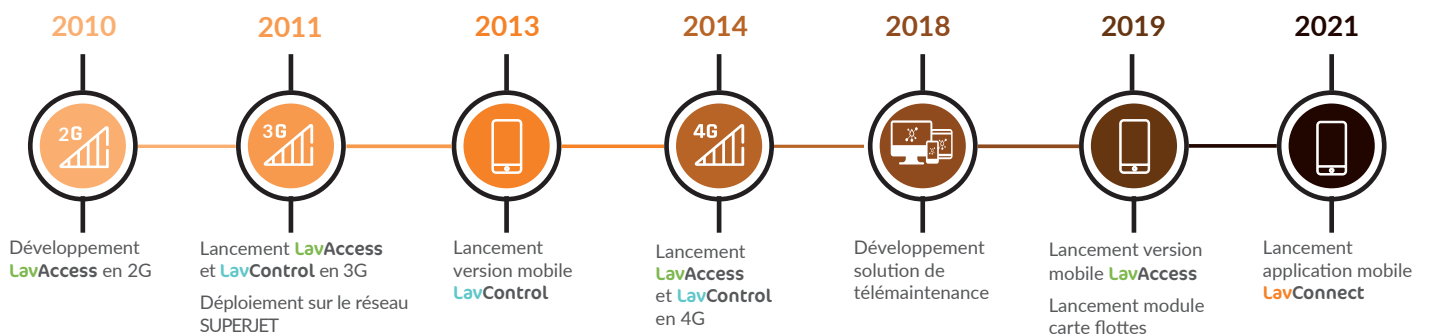 2010
2G
Développement
LavAccess en 2G
2011
3G
Lancement LavAccess
et LavControl en 3G
Déploiement sur le réseau
SUPERJET
2013
Lancement
version mobile
LavControl
2014
4G
Lancement
LavAccess
et LavControl
en 4G
2018
Développement
solution de
télémaintenance
2019
Lancement version
mobile LavAccess
Lancement module
carte flottes
2021
Lancement
application mobile
LavConnect